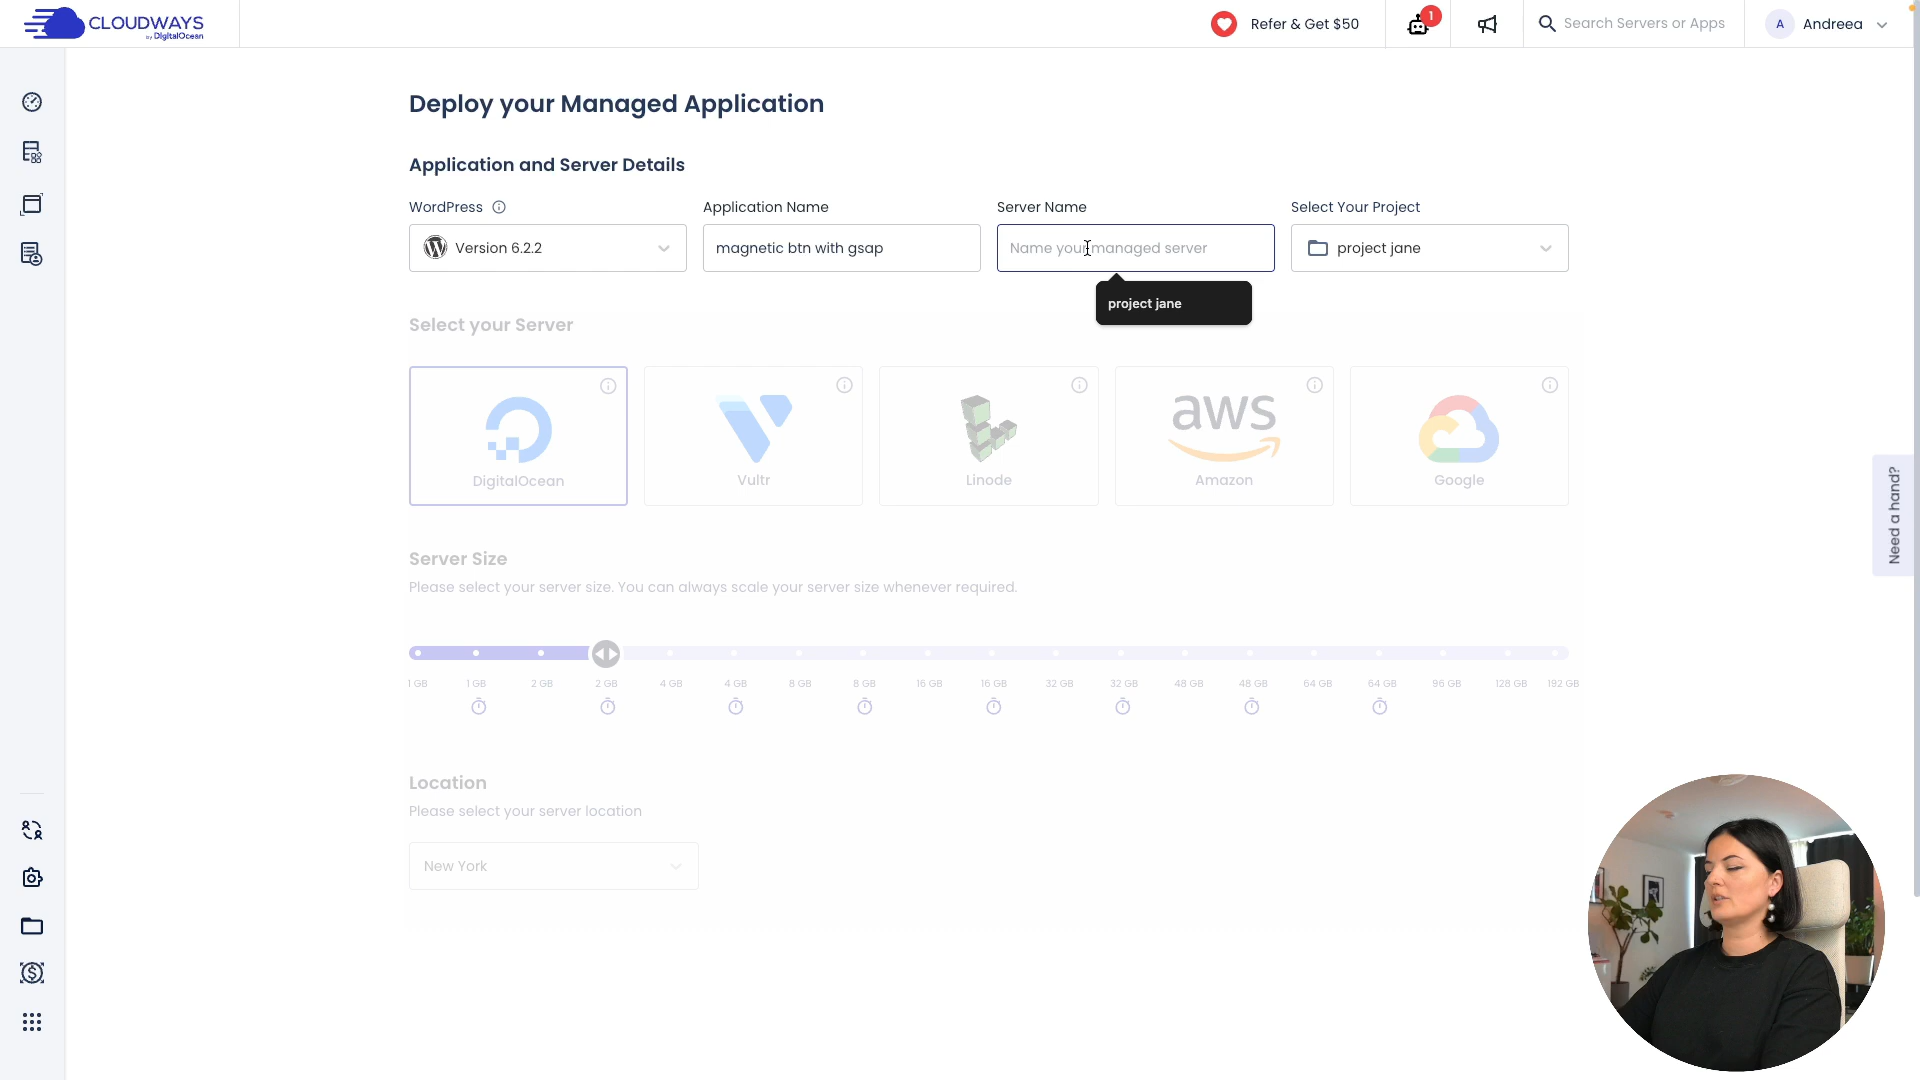 CLOUDWAYS
by DigitalOcean
Refer & Get $50
1
Search Servers or Apps
A
Andreea
Deploy your Managed Application
Application and Server Details
WordPress
Application Name
Server Name
Select Your Project
Version 6.2.2
magnetic btn with gsap
Name your managed server
project jane
project jane
Select your Server
DigitalOcean
Vultr
Linode
aws
Amazon
Google
Need a hand?
Server Size
Please select your server size. You can always scale your server size whenever required.
1 GB 1 GB 2 GB 2 GB 4 GB 4 GB 8 GB 8 GB 16 GB 16 GB 32 GB 32 GB 48 GB 48 GB 64 GB 64 GB 96 GB 128 GB 192 GB
Location
Please select your server location
New York